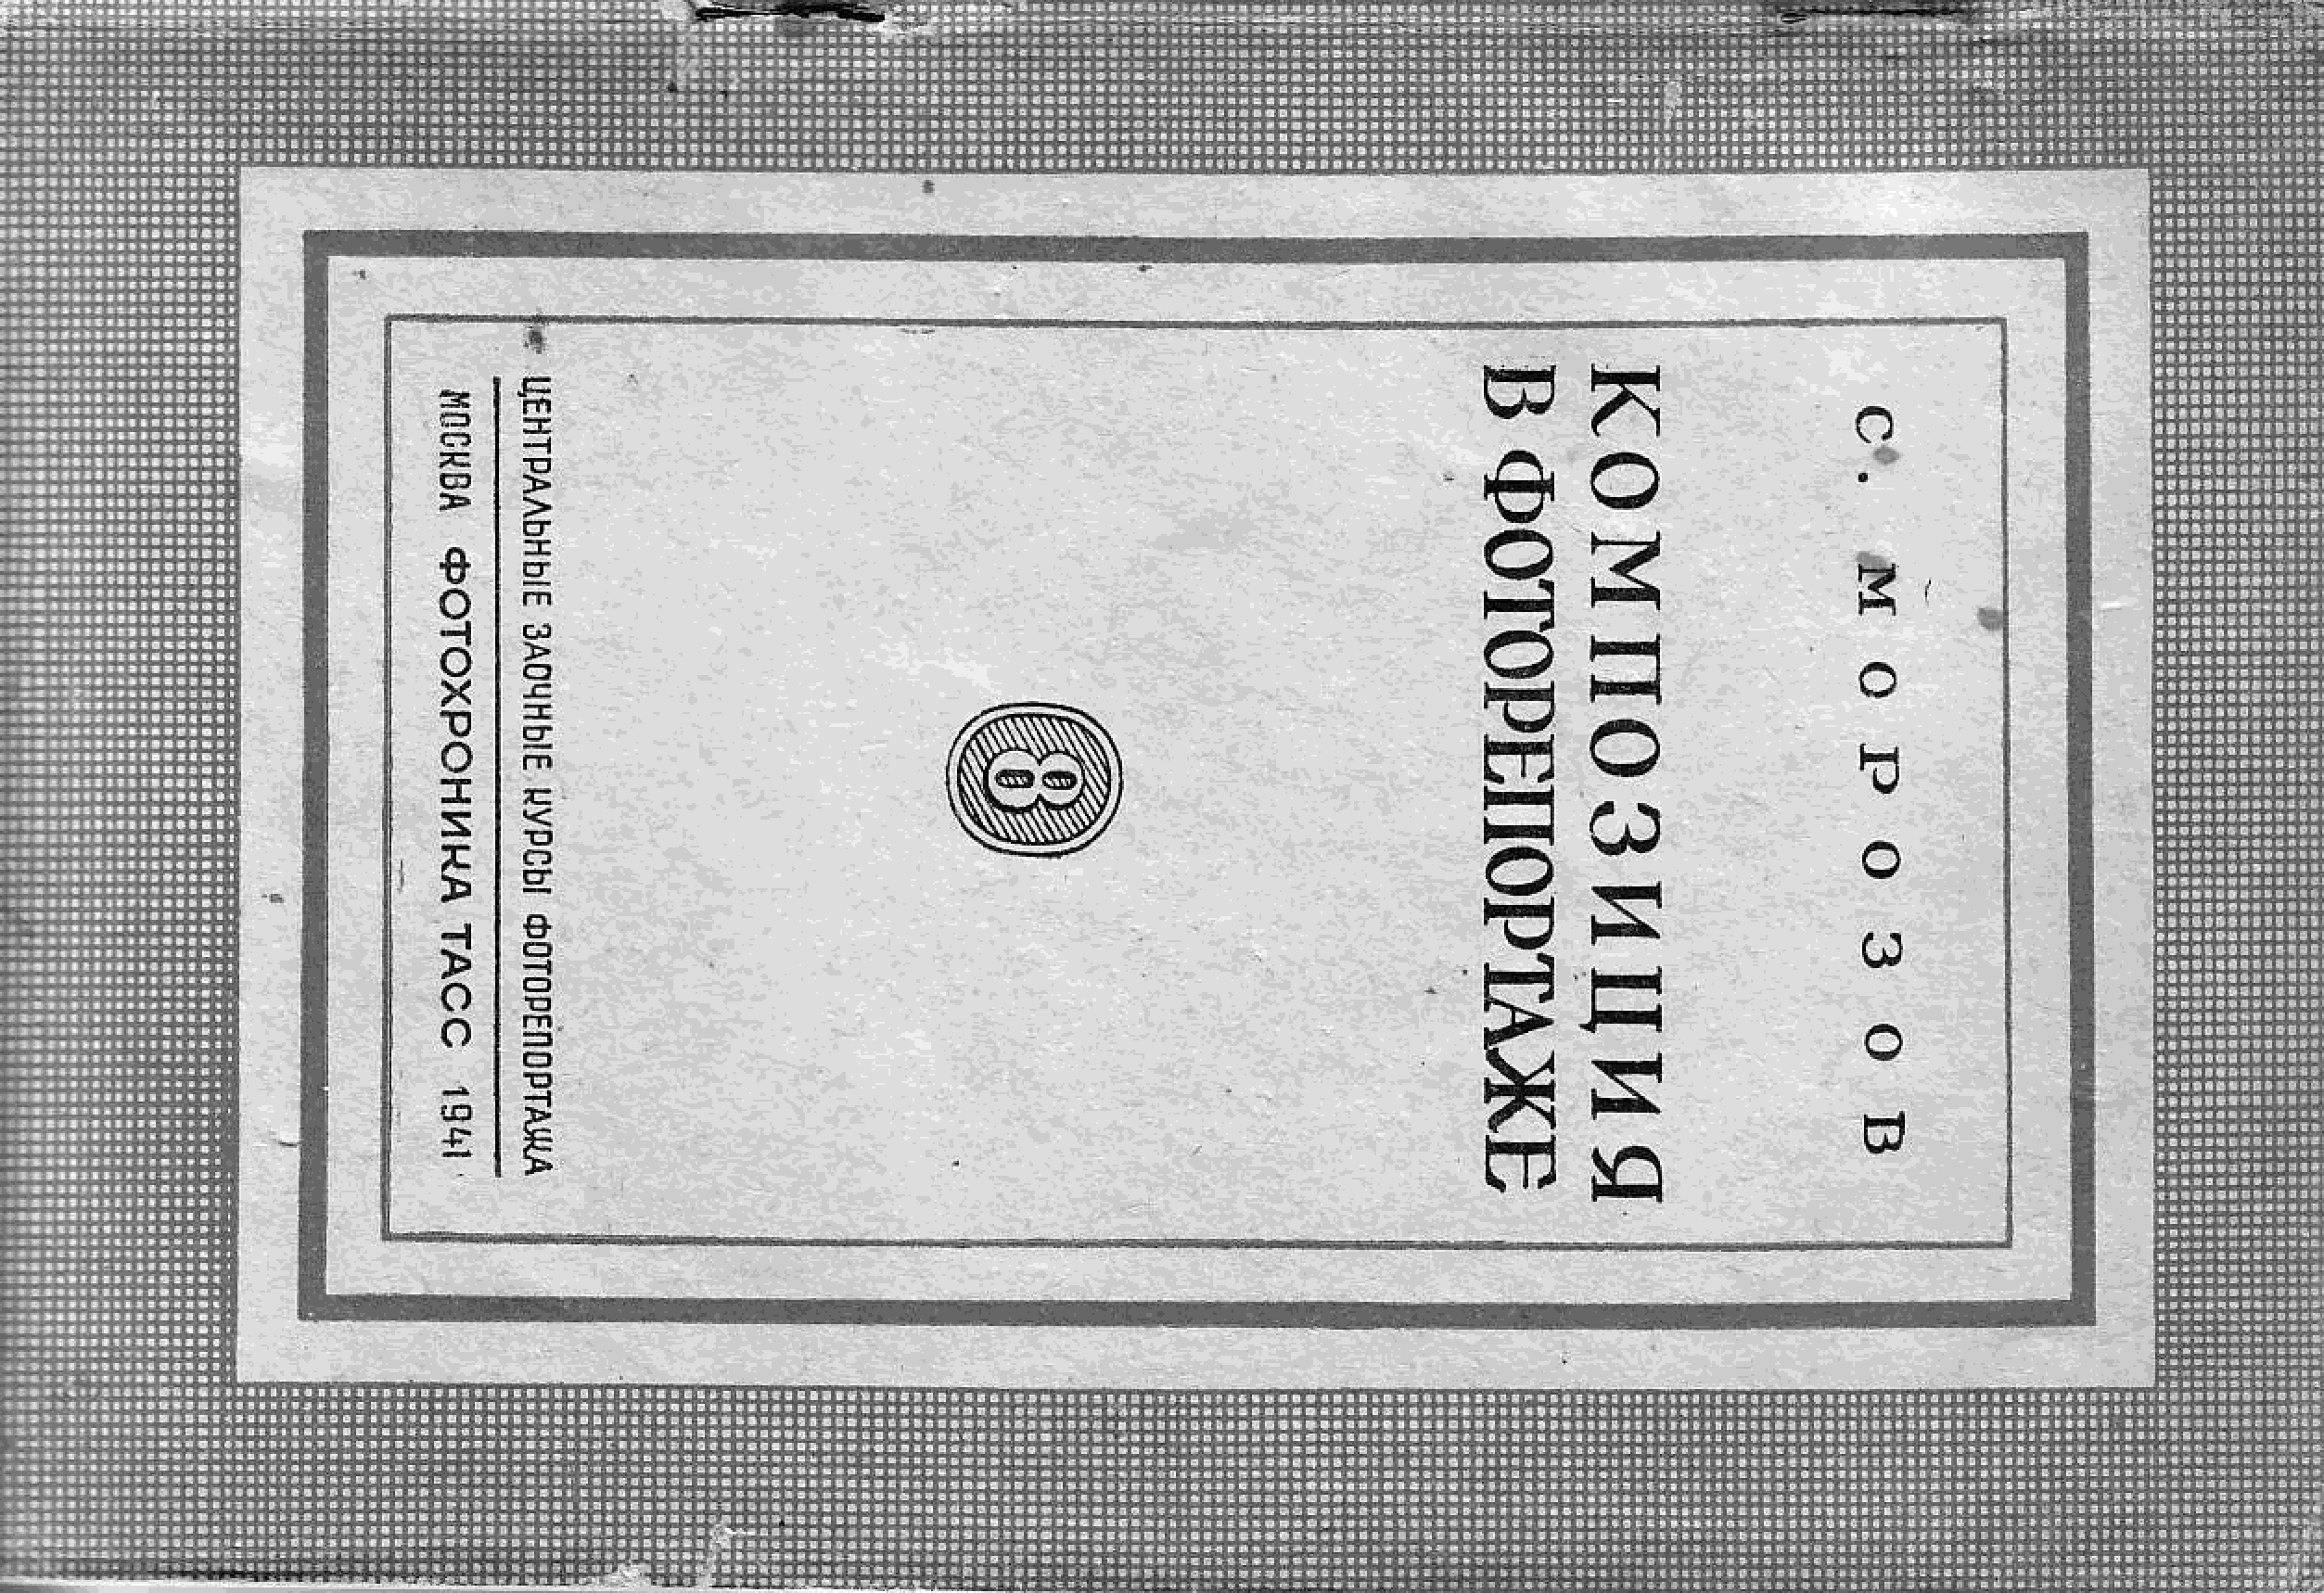 С. МОРОЗОВ
КОМПОЗИЦИЯ
В ФОТОРЕПОРТАЖЕ
8
ЦЕНТРАЛЬНЫЕ ЗАОЧНЫЕ КУРСЫ ФОТОРЕПОРТАЖА
МОСКВА ФОТОХРОНИКА ТАСС 1941